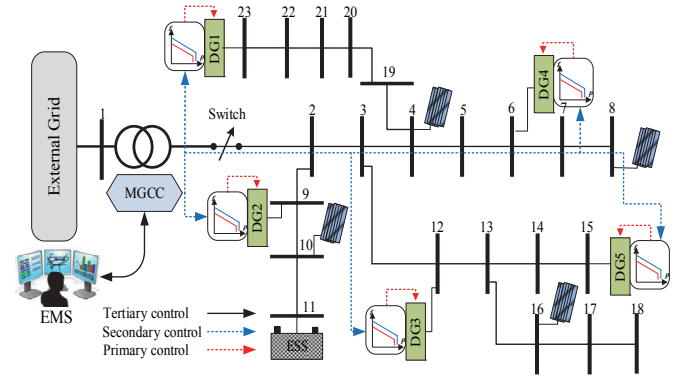 23
22
21
20
f
P
DG1
19
DG4
f
P
External Grid
1
Switch
2
3
4
5
6
7
8
MGCC
f
P
DG2
9
10
12
13
14
15
DG5
f
P
EMS
11
ESS
f
P
DG3
16
17
18
Tertiary control
Secondary control
Primary control